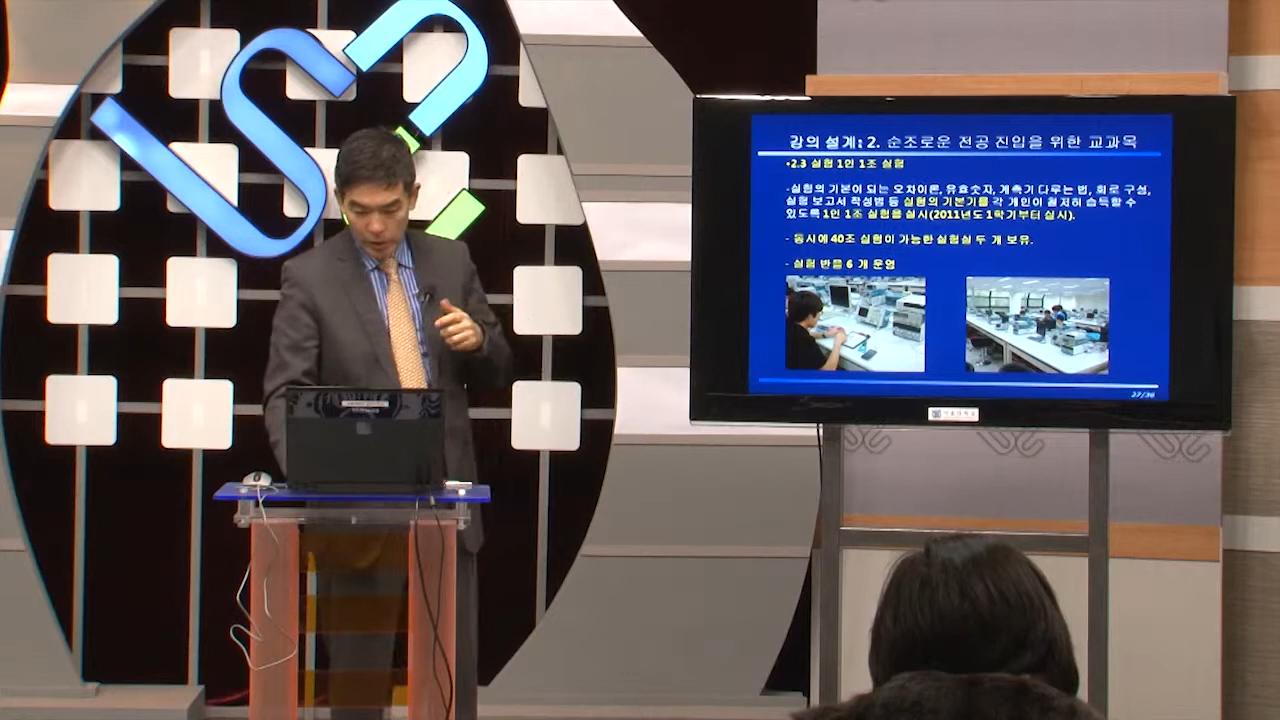 강의 설계: 2. 순조로운 전공 진입을 위한 교과목
•2.3 실험 1인 1조 실험
-실험의 기본이 되는 오차이론, 유효숫자, 계측기 다루는 법, 회로 구성,
실험 보고서 작성법 등 실험의 기본기를 각 개인이 철저히 습득할 수
있도록 1인 1조 실험을 실시(2011년도 1학기부터 실시).
- 동시에 40조 실험이 가능한 실험실 두 개 보유.
- 실험 반을 6 개 운영
27/36